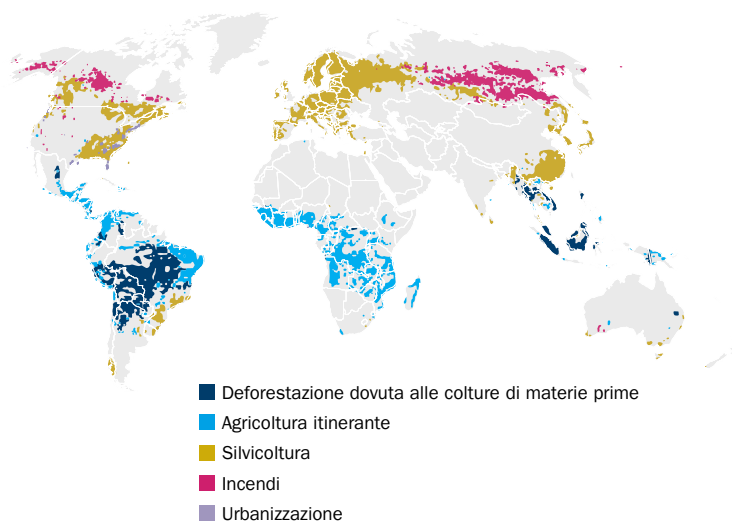 Deforestazione dovuta alle colture di materie prime
Agricoltura itinerante
Silvicoltura
Incendi
Urbanizzazione